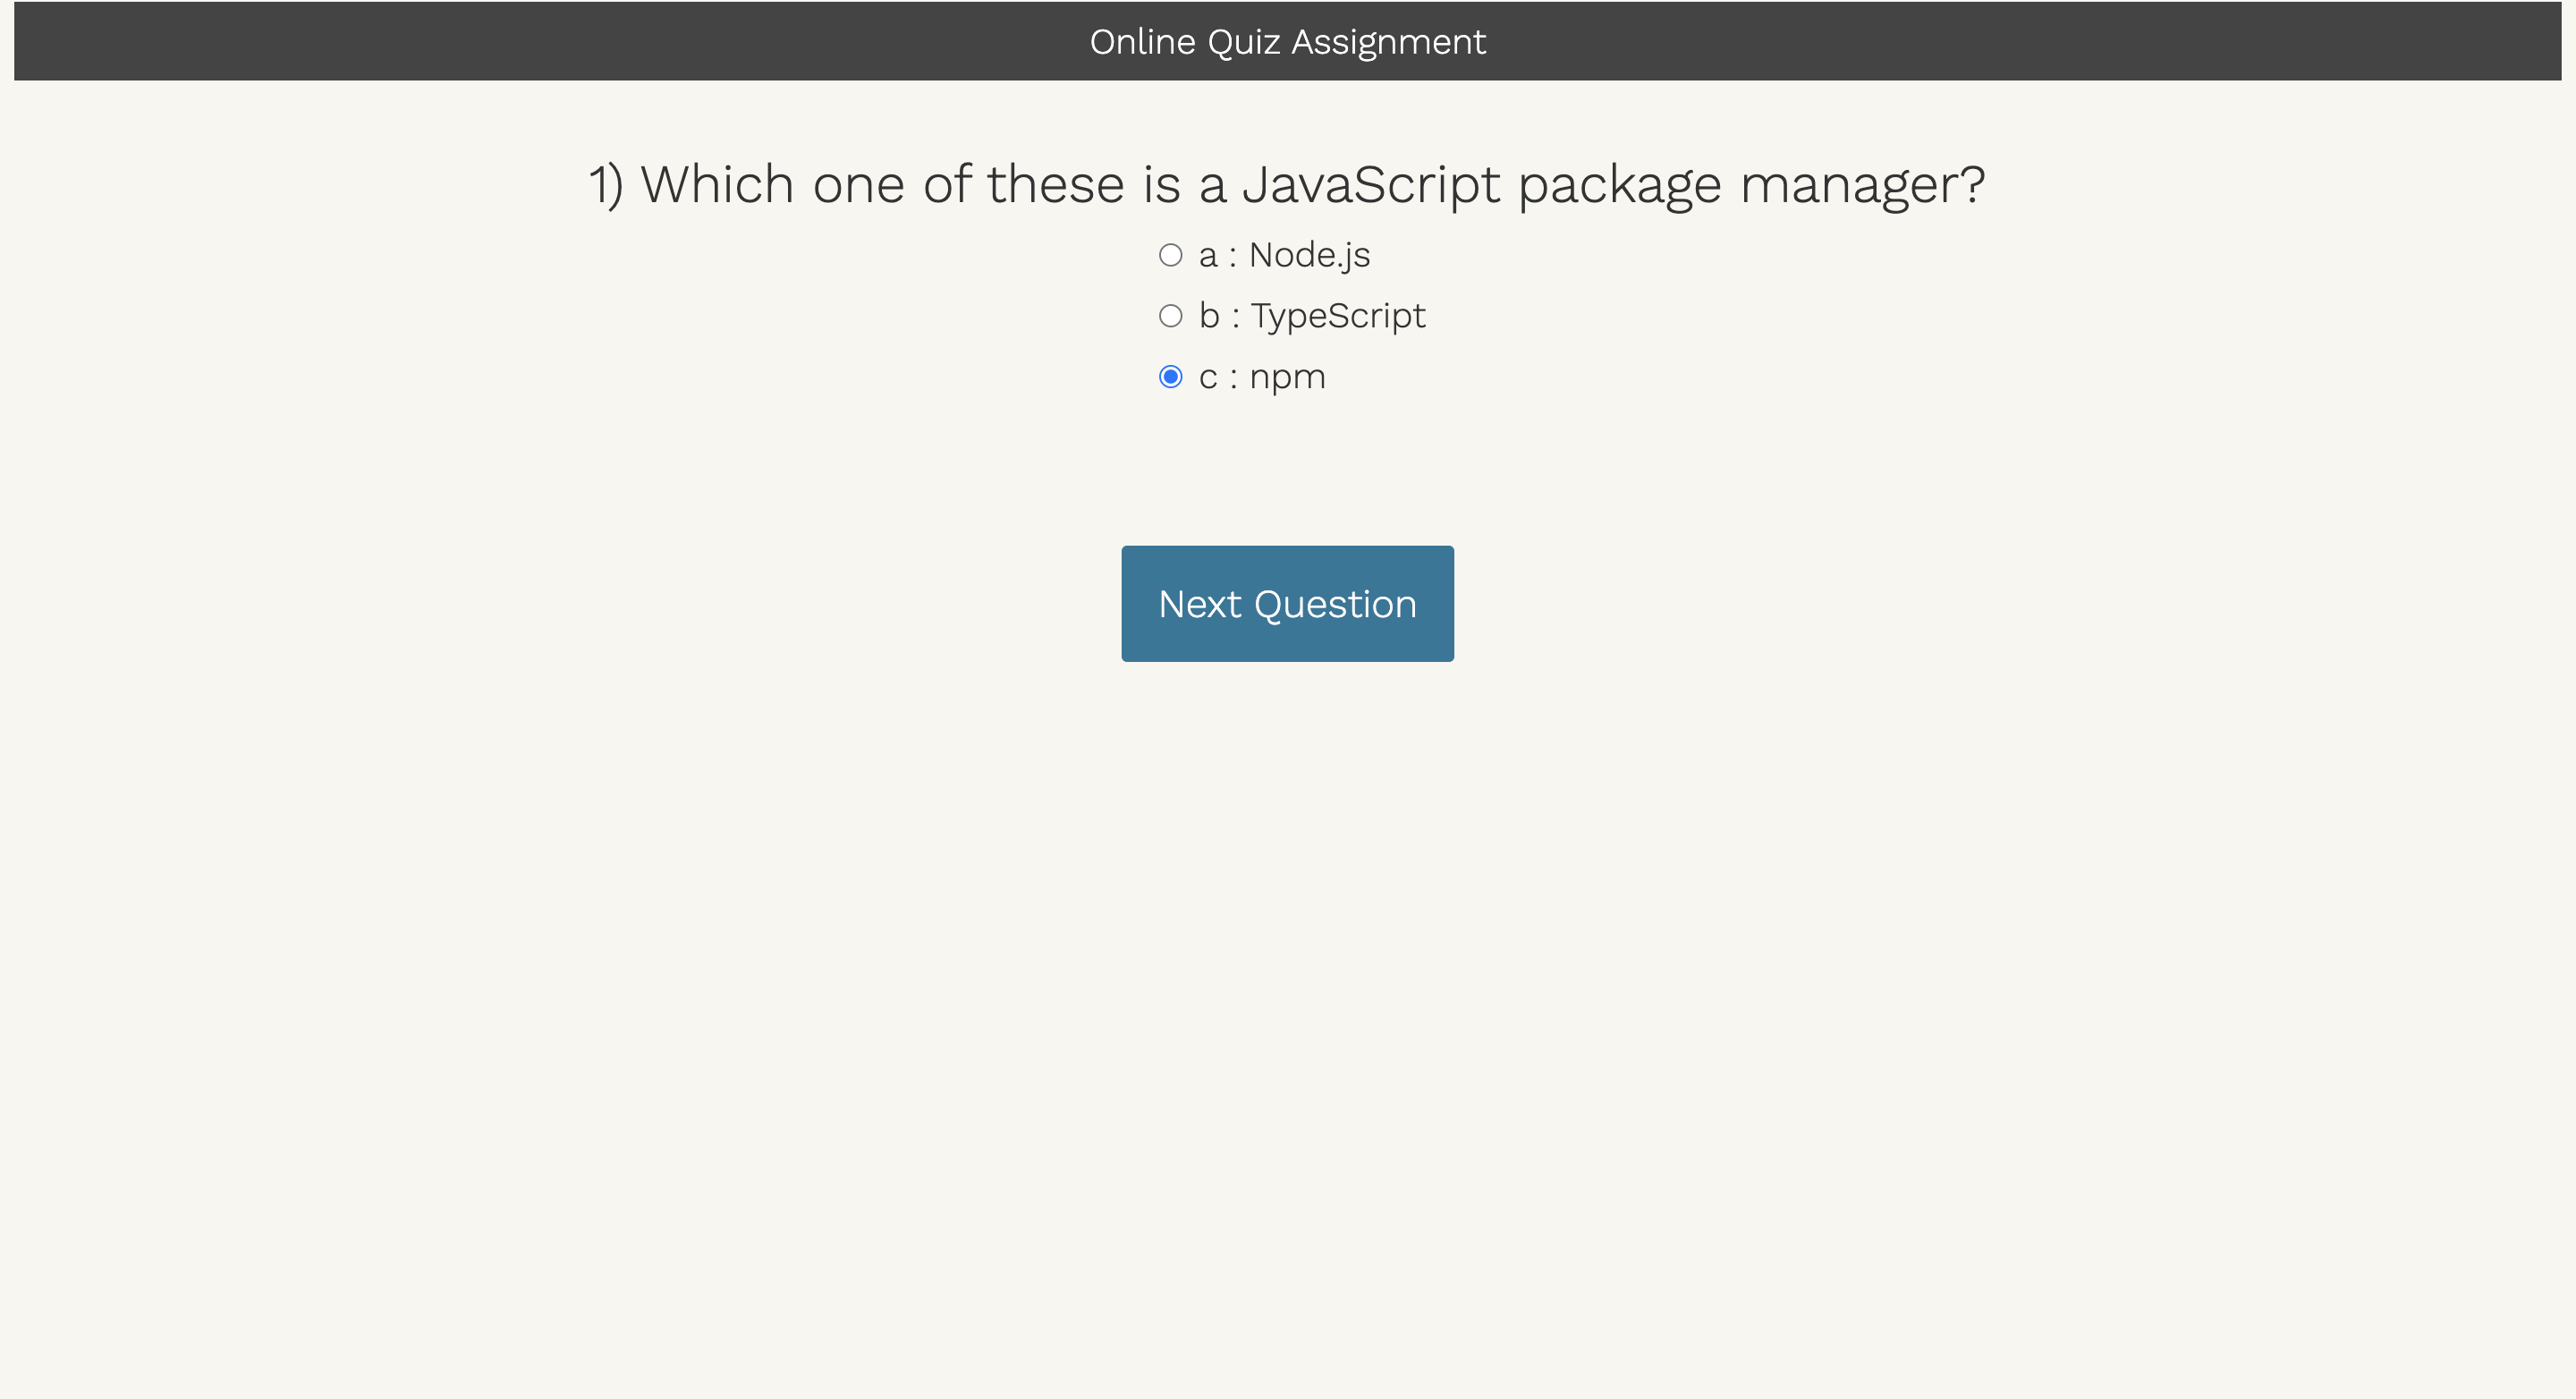 Online Quiz Assignment
1) Which one of these is a JavaScript package manager?
a : Node.js
b : TypeScript
c : npm
Next Question